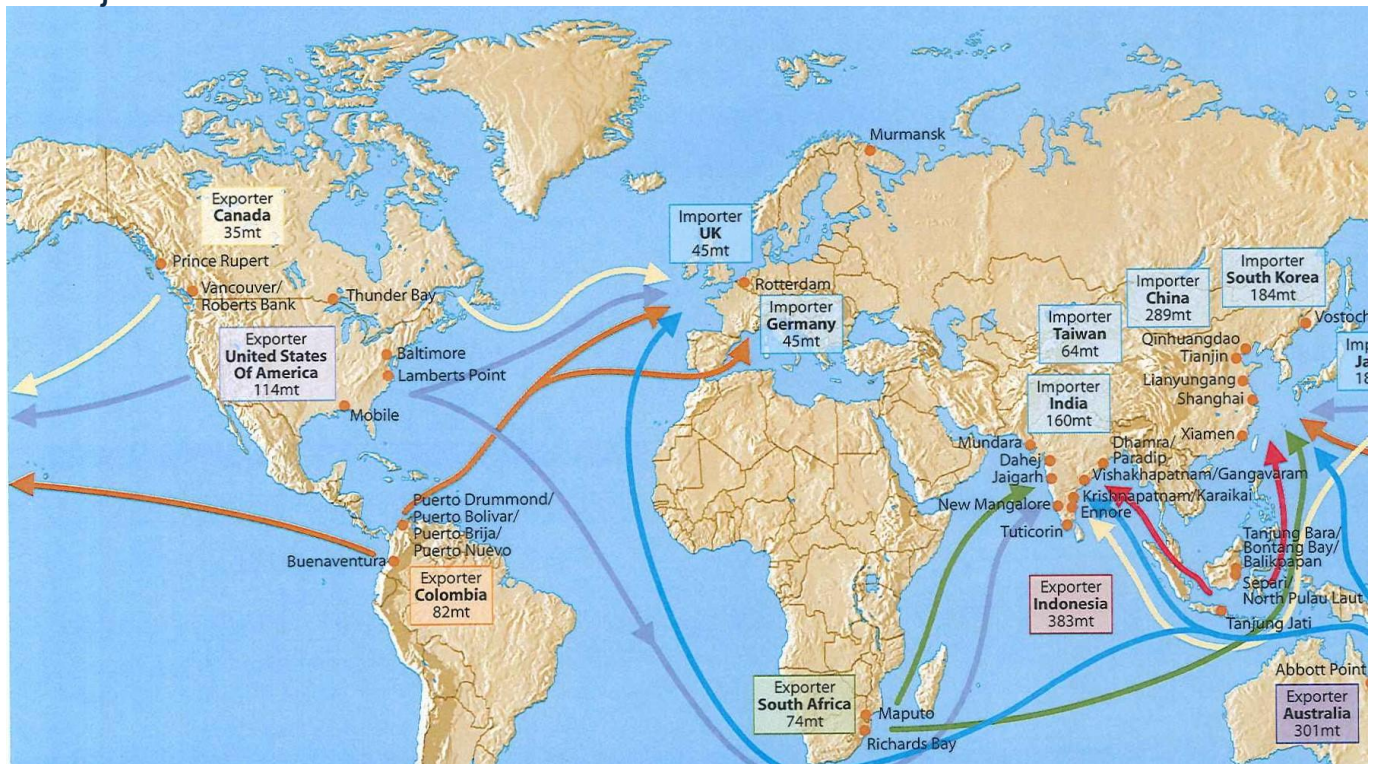 Murmansk
Exporter
Canada
35mt
Importer
UK
45mt
Prince Rupert
Vancouver/
Roberts Bank
Thunder Bay
Rotterdam
Importer
Germany
45mt
Importer
South Korea
184mt
Importer
China
289mt
Importer
Taiwan
64mt
Vostoch
Exporter
United States
Of America
114mt
Baltimore
Lamberts Point
Mobile
Qinhuangdao
Tianjin
Lianyungang
Shanghai
Xiamen
Imp
Ja
18
Importer
India
160mt
Mundara
Dahej
Jaigarh
New Mangalore
Tuticorin
Dhamra/
Paradip
Vishakhapatnam/Gangavaram
Krishnapatnam/Karaikai
Ennore
Puerto Drummond/
Puerto Bolivar/
Puerto Brija/
Puerto Nuevo
Buenaventura
Exporter
Colombia
82mt
Tanjung Bara/
Bontang Bay/
Balikpapan
Separi/
North Pulau Laut
Tanjung Jati
Exporter
Indonesia
383mt
Exporter
South Africa
74mt
Maputo
Richards Bay
Abbott Point
Exporter
Australia
301mt